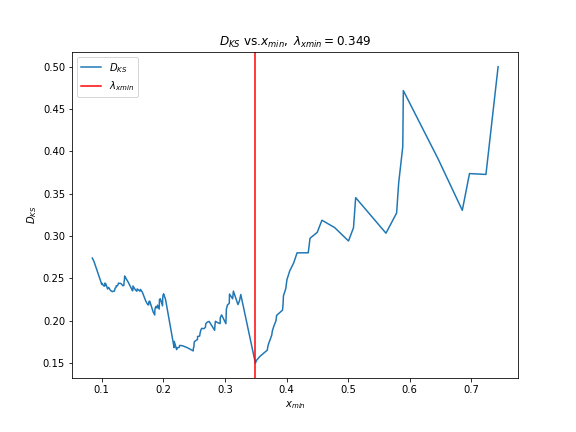 D_KS vs.x_min, λ_xmin = 0.349
D_KS
λ_xmin
0.50
0.45
0.40
0.35
0.30
0.25
0.20
0.15
D_KS
0.1 0.2 0.3 0.4 0.5 0.6 0.7
x_min